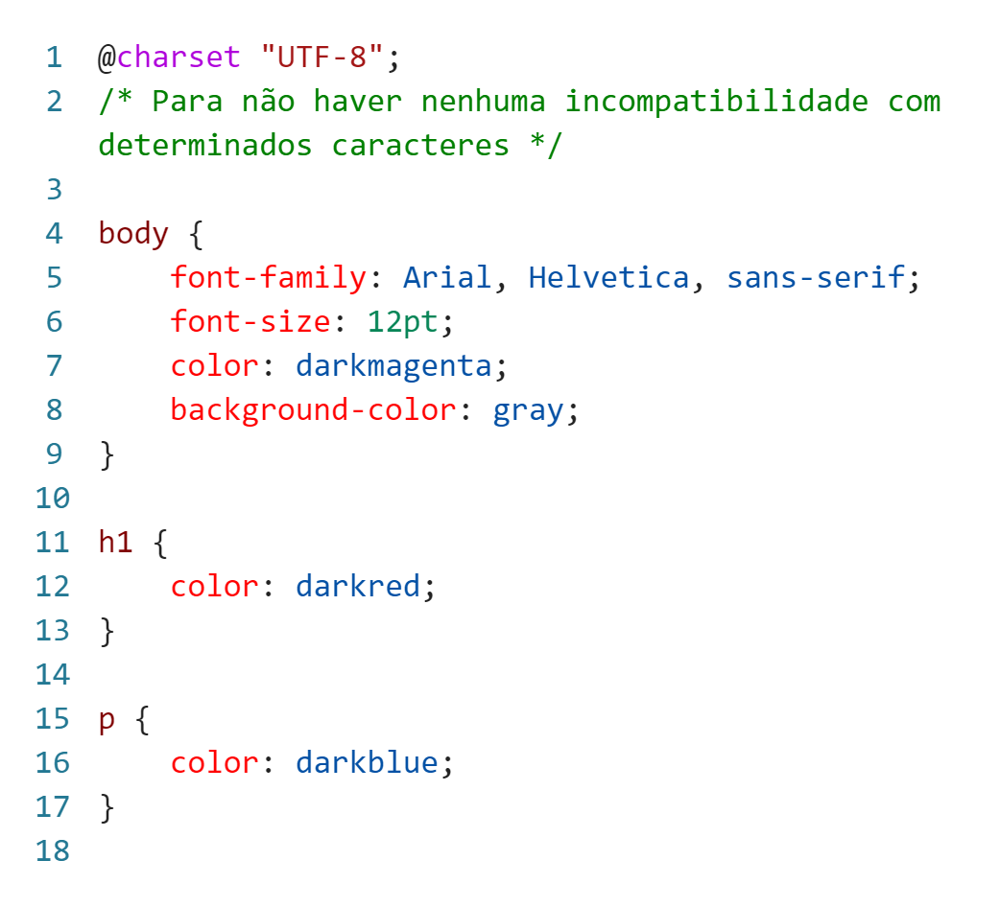 1 @charset "UTF-8";
2 /* Para não haver nenhuma incompatibilidade com
determinados caracteres */
3
4 body {
5     font-family: Arial, Helvetica, sans-serif;
6     font-size: 12pt;
7     color: darkmagenta;
8     background-color: gray;
9 }
10
11 h1 {
12     color: darkred;
13 }
14
15 p {
16     color: darkblue;
17 }
18